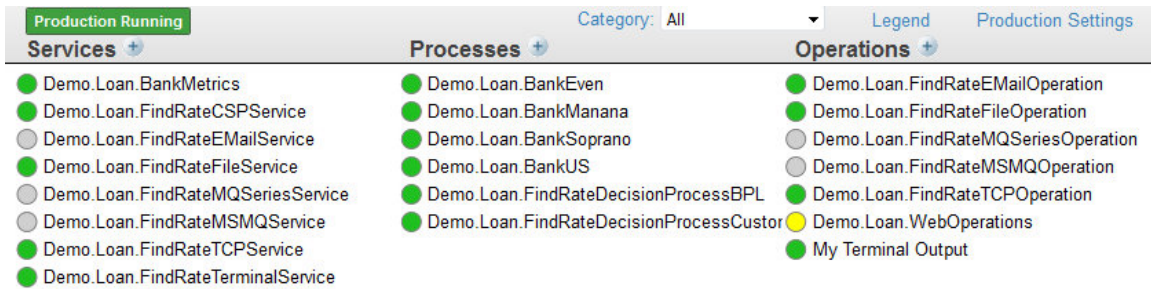 Production Running
Category: All
Legend
Production Settings
Services
Processes
Operations
Demo.Loan.BankMetrics
Demo.Loan.FindRateCSPService
Demo.Loan.FindRateEMailService
Demo.Loan.FindRateFileService
Demo.Loan.FindRateMQSeriesService
Demo.Loan.FindRateMSMQService
Demo.Loan.FindRateTCPService
Demo.Loan.FindRateTerminalService
Demo.Loan.BankEven
Demo.Loan.BankManana
Demo.Loan.BankSoprano
Demo.Loan.BankUS
Demo.Loan.FindRateDecisionProcessBPL
Demo.Loan.FindRateDecisionProcessCustor
Demo.Loan.FindRateEMailOperation
Demo.Loan.FindRateFileOperation
Demo.Loan.FindRateMQSeriesOperation
Demo.Loan.FindRateMSMQOperation
Demo.Loan.FindRateTCPOperation
Demo.Loan.WebOperations
My Terminal Output